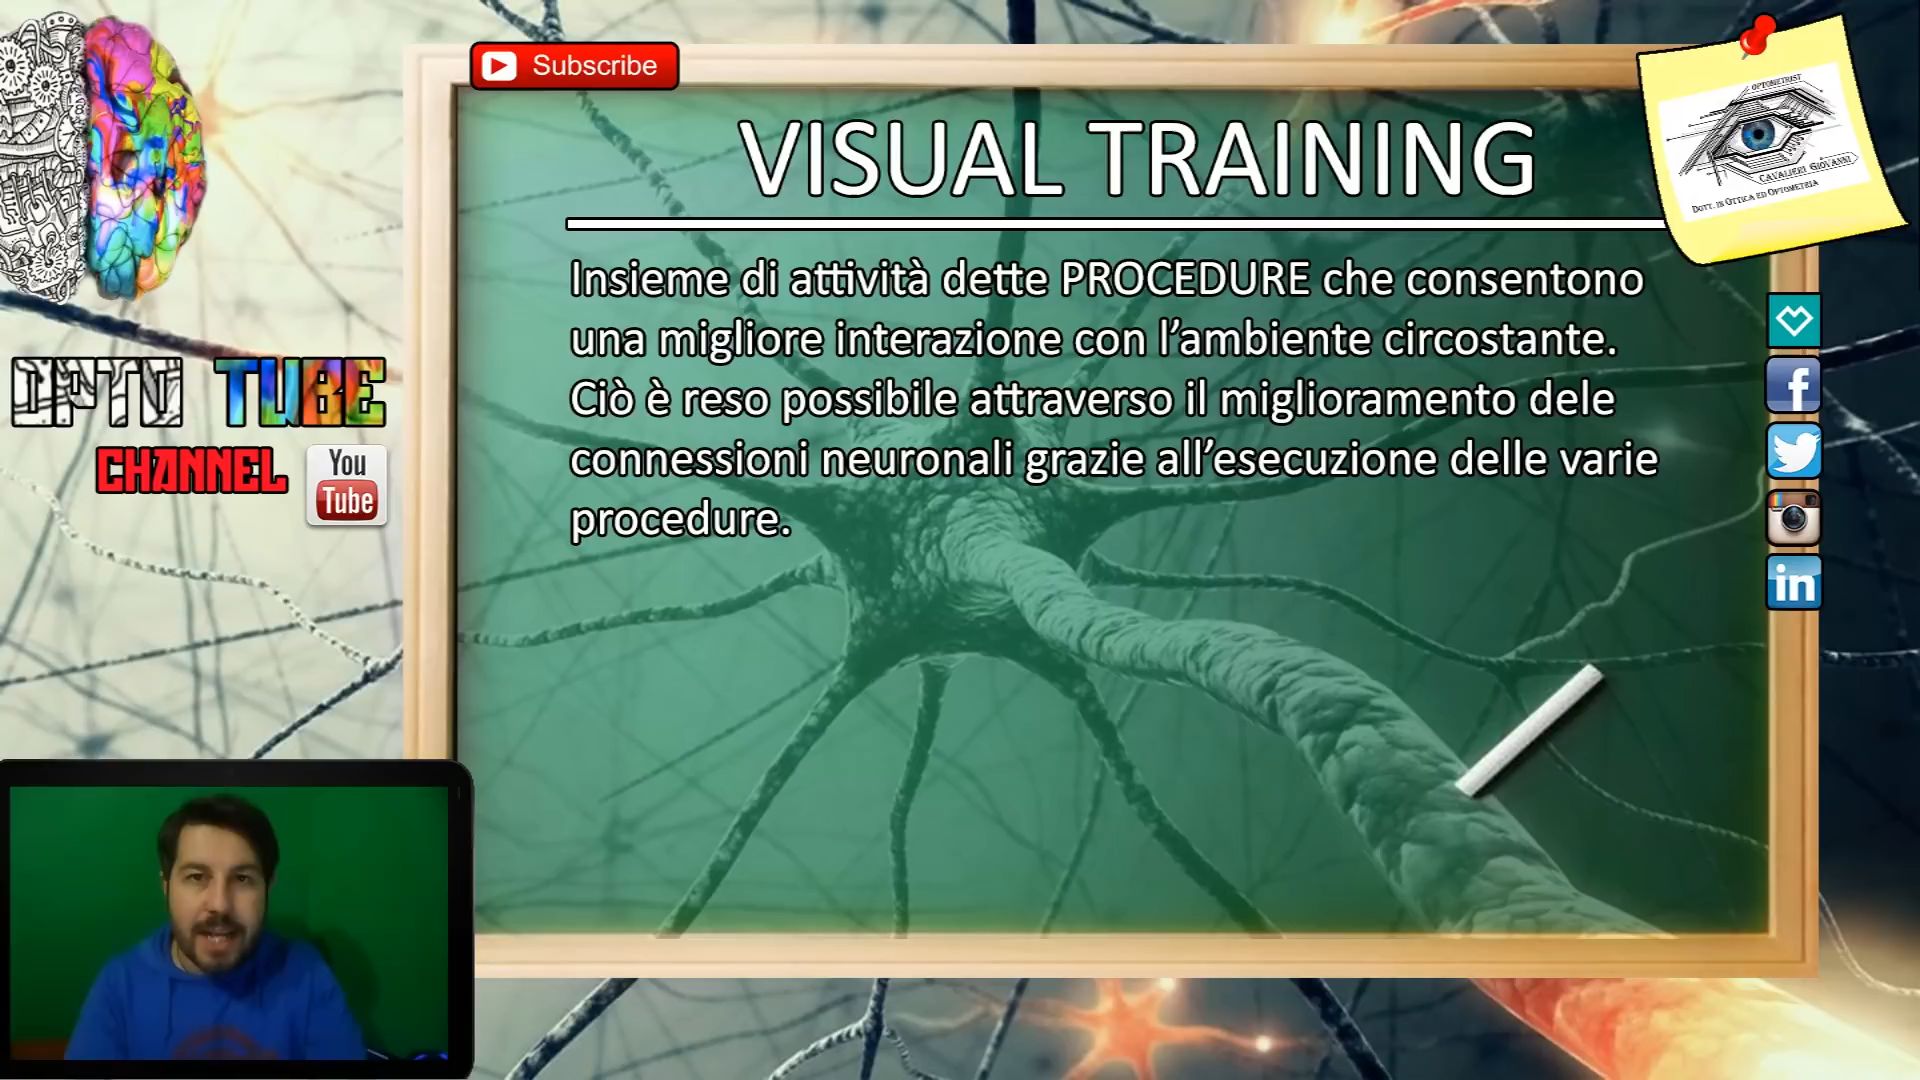 Subscribe
VISUAL TRAINING
Insieme di attività dette PROCEDURE che consentono
una migliore interazione con l’ambiente circostante.
Ciò è reso possibile attraverso il miglioramento dele
connessioni neuronali grazie all’esecuzione delle varie
procedure.
OPTOMETRIST
CAVALIERI GIOVANNI
DOTT. IN OTTICA ED OPTOMETRIA
OPTO TUBE
CHANNEL
You
Tube
f
in